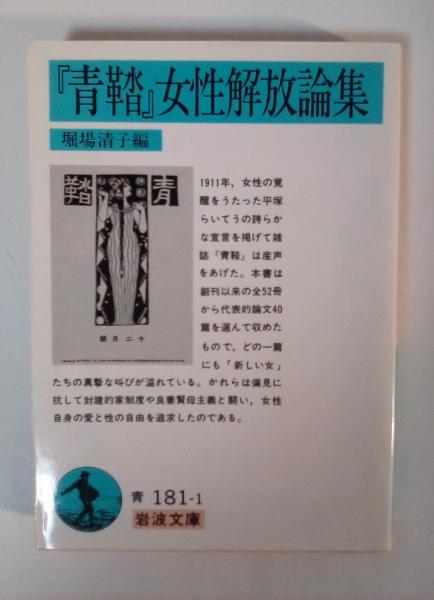 『青鞜』女性解放論集
堀場清子編
青鞜
十二月號
1911年，女性の覚
醒をうたった平塚
らいてうの誇らか
な宣言を掲げて雑
誌「青鞜」は産声
をあげた．本書は
創刊以来の全52冊
から代表的論文40
篇を選んで収めた
もので，どの一篇
にも「新しい女」
たちの真摯な叫びが溢れている．かれらは偏見に
抗して封建的家制度や良妻賢母主義と闘い，女性
自身の愛と性の自由を追求したのである。
青 181-1
岩波文庫